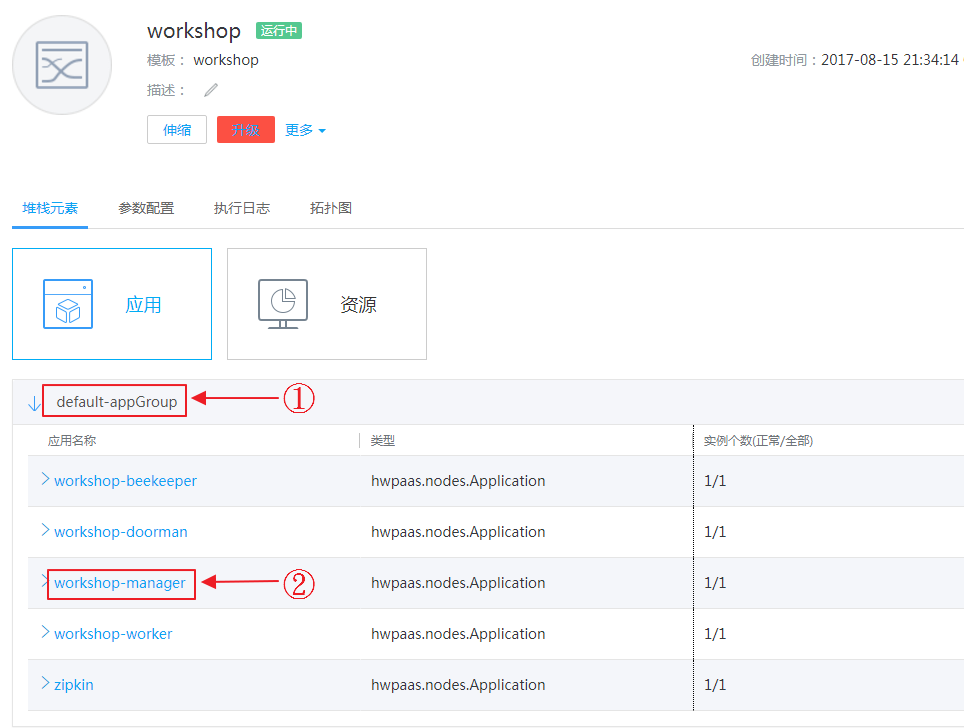 workshop 运行中
模板： workshop 创建时间：2017-08-15 21:34:14
描述：
伸缩 升级 更多
堆栈元素 参数配置 执行日志 拓扑图
应用 资源
default-appGroup ①
应用名称 类型 实例个数(正常/全部)
workshop-beekeeper hwpaas.nodes.Application 1/1
workshop-doorman hwpaas.nodes.Application 1/1
workshop-manager ② hwpaas.nodes.Application 1/1
workshop-worker hwpaas.nodes.Application 1/1
zipkin hwpaas.nodes.Application 1/1